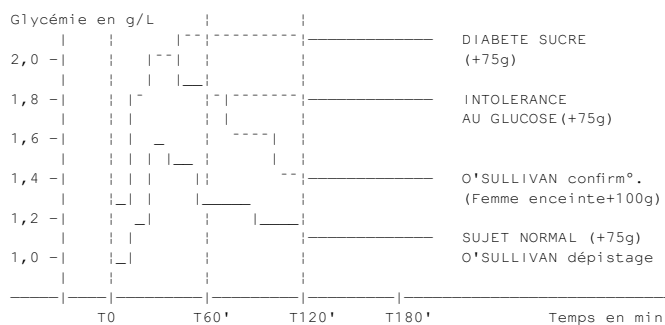 Glycémie en g/L
DIABETE SUCRE
2,0
(+75g)
1,8
INTOLERANCE
AU GLUCOSE(+75g)
1,6
1,4
O'SULLIVAN confirm°.
(Femme enceinte+100g)
1,2
SUJET NORMAL (+75g)
1,0
O'SULLIVAN dépistage
T0 T60' T120' T180' Temps en min